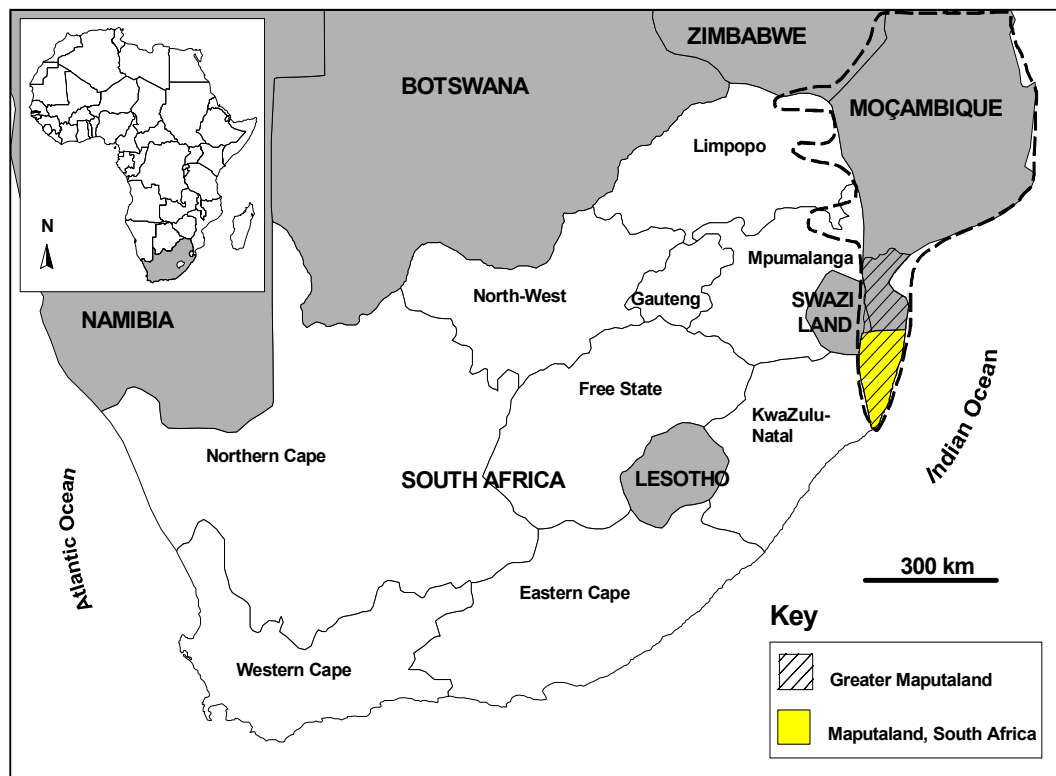 ZIMBABWE
BOTSWANA
MOÇAMBIQUE
Limpopo
N
Mpumalanga
North-West
Gauteng
SWAZI
LAND
NAMIBIA
Free State
KwaZulu-
Natal
Indian Ocean
Northern Cape
SOUTH AFRICA
LESOTHO
Atlantic Ocean
300 km
Eastern Cape
Key
Western Cape
Greater Maputaland
Maputaland, South Africa